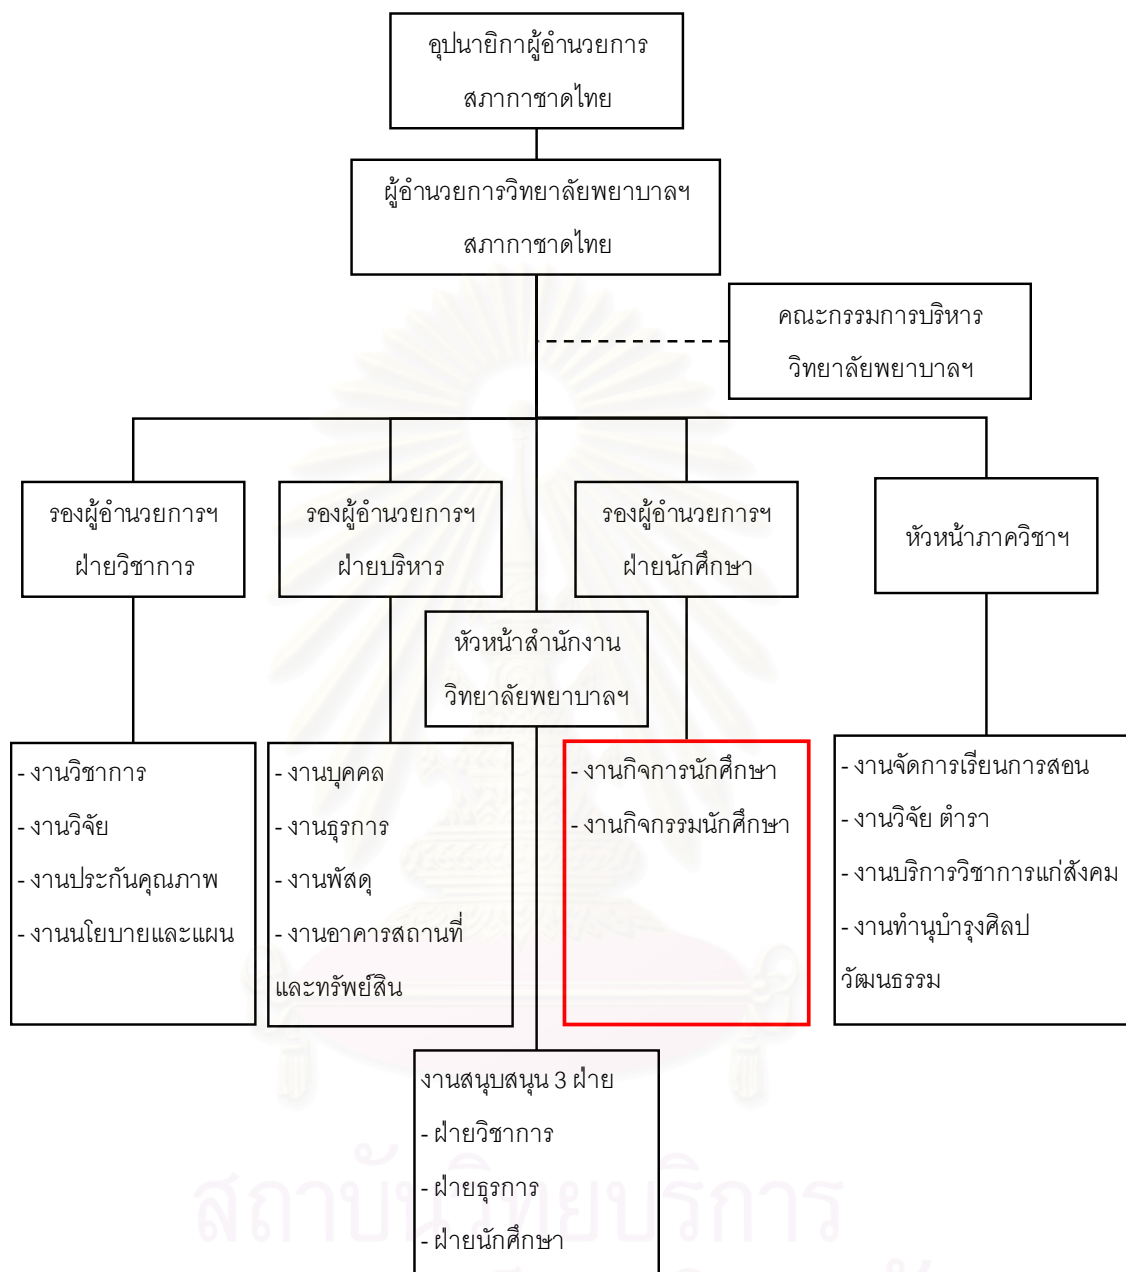 อุปนายิกาผู้อำนวยการ
สภากาชาดไทย
ผู้อำนวยการวิทยาลัยพยาบาลฯ
สภากาชาดไทย
คณะกรรมการบริหาร
วิทยาลัยพยาบาลฯ
รองผู้อำนวยการฯ
ฝ่ายวิชาการ
รองผู้อำนวยการฯ
ฝ่ายบริหาร
รองผู้อำนวยการฯ
ฝ่ายนักศึกษา
หัวหน้าภาควิชาฯ
หัวหน้าสำนักงาน
วิทยาลัยพยาบาลฯ
- งานวิชาการ
- งานวิจัย
- งานประกันคุณภาพ
- งานนโยบายและแผน
- งานบุคคล
- งานธุรการ
- งานพัสดุ
- งานอาคารสถานที่
และทรัพย์สิน
- งานกิจการนักศึกษา
- งานกิจกรรมนักศึกษา
- งานจัดการเรียนการสอน
- งานวิจัย ตำรา
- งานบริการวิชาการแก่สังคม
- งานทำนุบำรุงศิลป
วัฒนธรรม
งานสนุบสนุน 3 ฝ่าย
- ฝ่ายวิชาการ
- ฝ่ายธุรการ
- ฝ่ายนักศึกษา
สถาบันวิทยบริการ